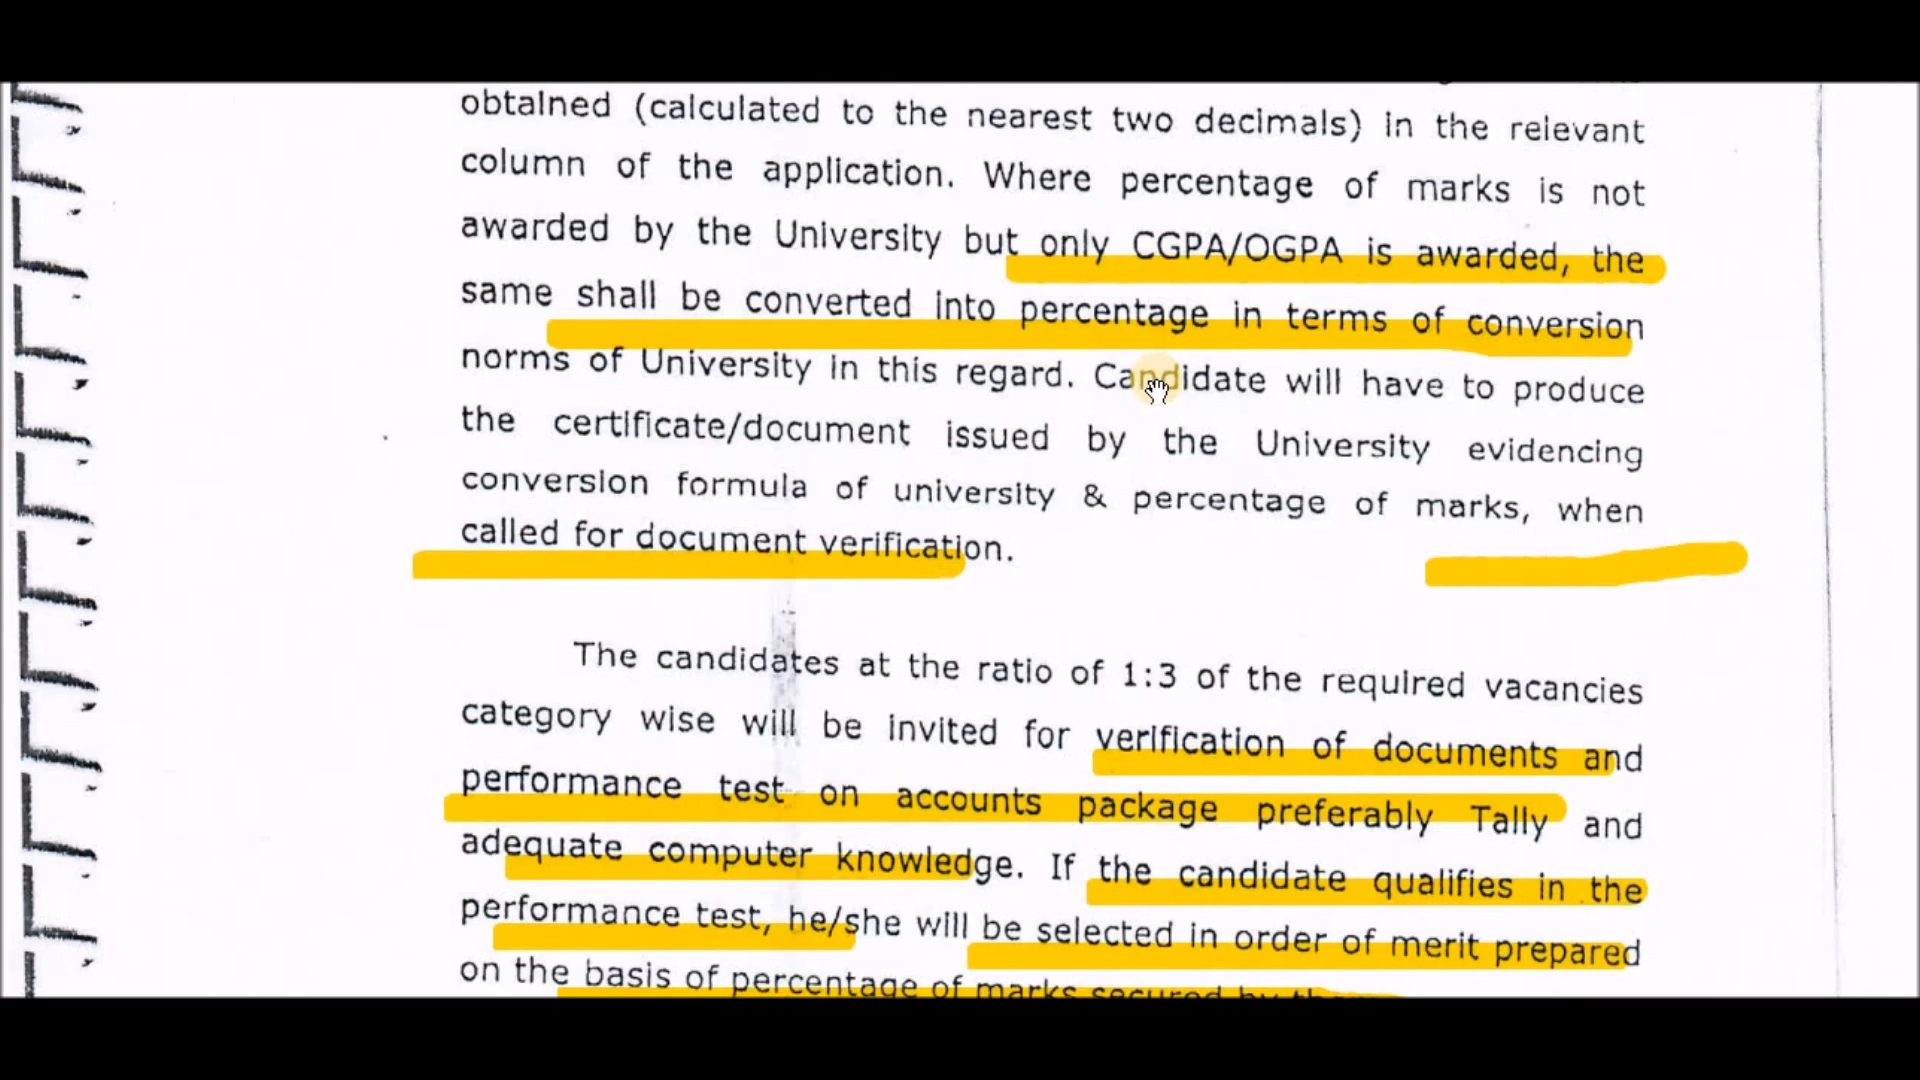 obtained (calculated to the nearest two decimals) in the relevant
column of the application. Where percentage of marks is not
awarded by the University but only CGPA/OGPA is awarded, the
same shall be converted into percentage in terms of conversion
norms of University in this regard. Candidate will have to produce
the certificate/document issued by the University evidencing
conversion formula of university & percentage of marks, when
called for document verification.
The candidates at the ratio of 1:3 of the required vacancies
category wise will be invited for verification of documents and
performance test on accounts package preferably Tally and
adequate computer knowledge. If the candidate qualifies in the
performance test, he/she will be selected in order of merit prepared
on the basis of percentage of marks secured by